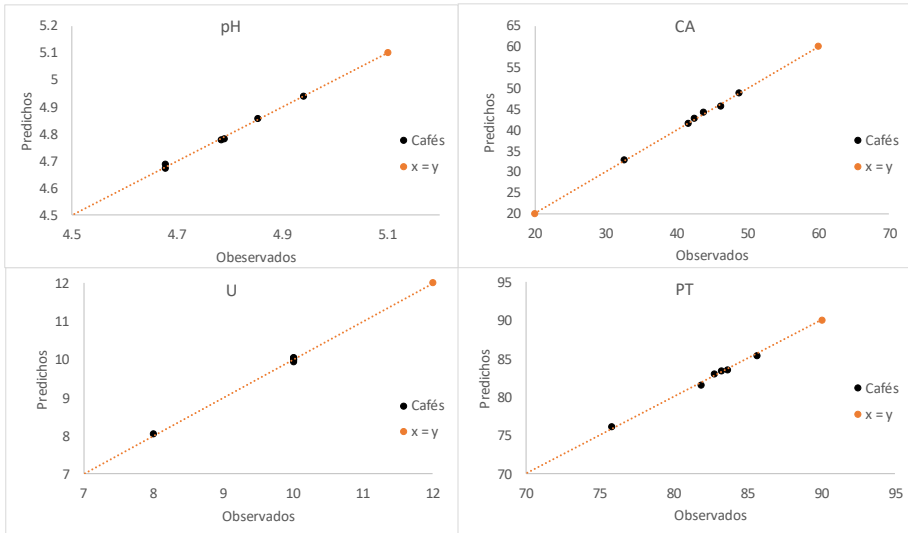 pH
Predichos
5.2
5.1
5
4.9
4.8
4.7
4.6
4.5
4.5
4.7
4.9
5.1
Obeservados
Cafés
x = y
CA
Predichos
65
60
55
50
45
40
35
30
25
20
20
30
40
50
60
70
Observados
Cafés
x = y
U
Predichos
12
11
10
9
8
7
7
8
9
10
11
12
Observados
Cafés
x = y
PT
Predichos
95
90
85
80
75
70
70
75
80
85
90
95
Observados
Cafés
x = y